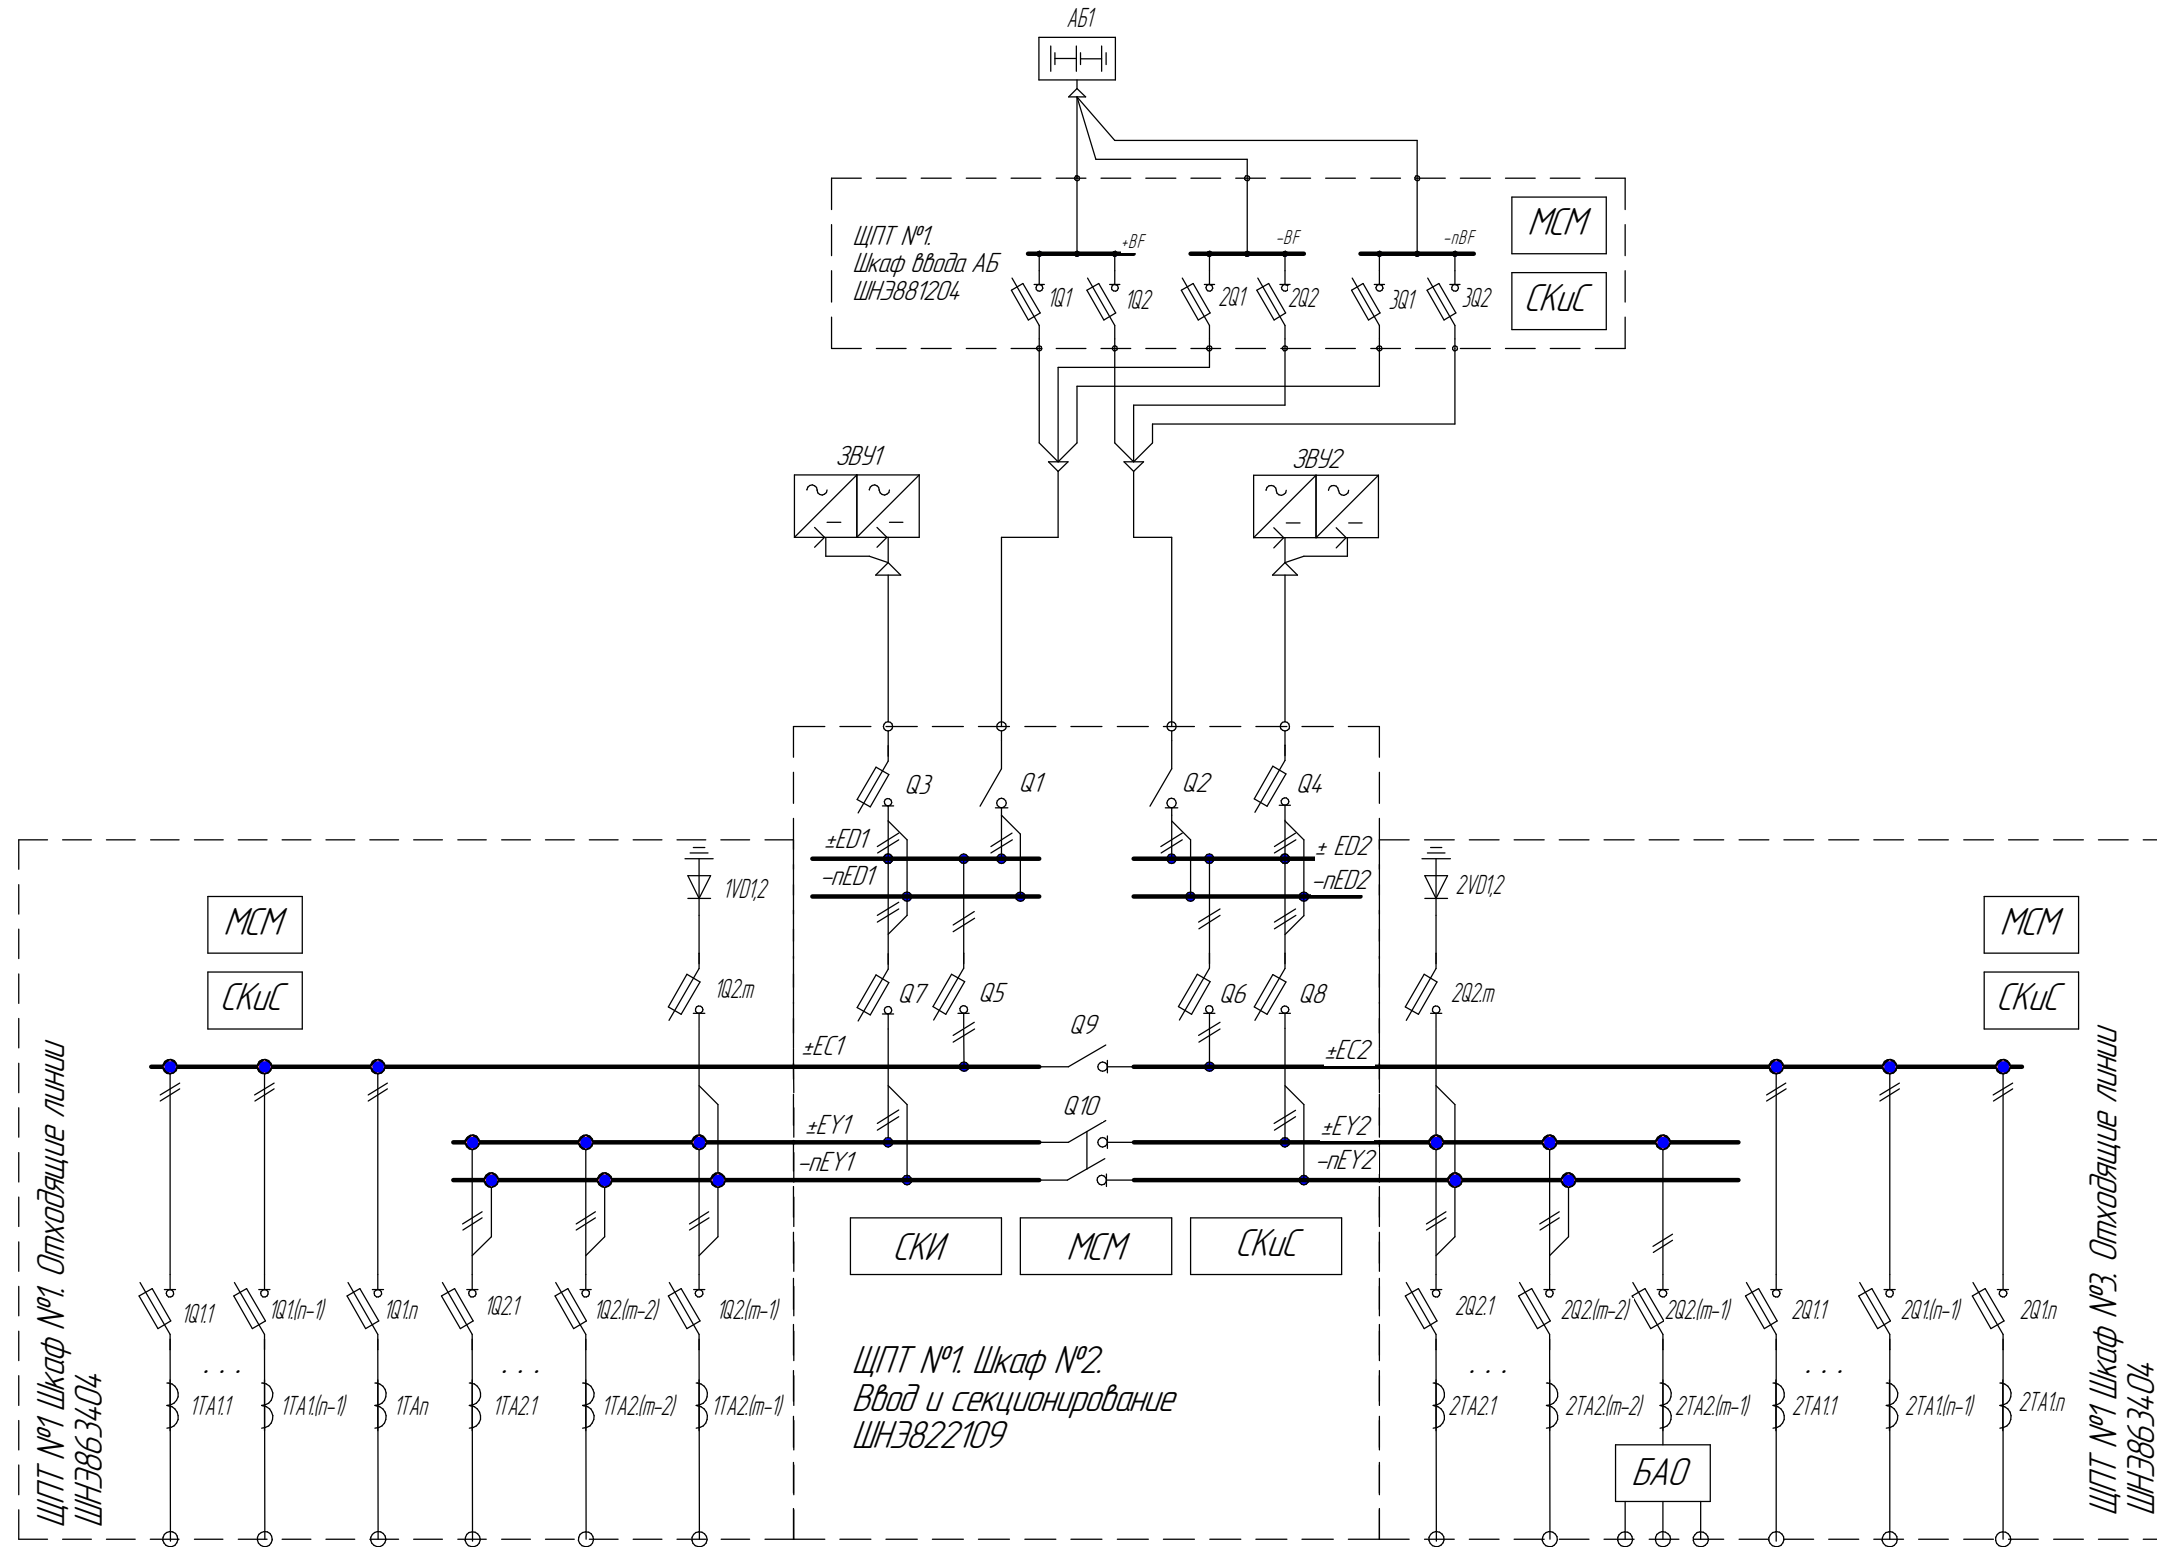 АБ1
ЩПТ №1.
Шкаф ввода АБ
ШНЭ881204
+BF
-BF
-nBF
МСМ
СКиС
1Q1
1Q2
2Q1
2Q2
3Q1
3Q2
ЗВУ1
ЗВУ2
Q3
Q1
Q2
Q4
±ED1
-nED1
± ED2
-nED2
1VD1,2
2VD1,2
МСМ
СКиС
МСМ
СКиС
1Q2.m
Q7
Q5
Q6
Q8
2Q2.m
±EC1
Q9
±EC2
±EY1
Q10
±EY2
-nEY1
-nEY2
СКИ
МСМ
СКиС
1Q1.1
1Q1.(n-1)
1Q1.n
1Q2.1
1Q2.(m-2)
1Q2.(m-1)
2Q2.1
2Q2.(m-2)
2Q2.(m-1)
2Q1.1
2Q1.(n-1)
2Q1.n
. . .
. . .
. . .
. . .
1TA1.1
1TA1.(n-1)
1TAn
1TA2.1
1TA2.(m-2)
1TA2.(m-1)
2TA2.1
2TA2.(m-2)
2TA2.(m-1)
2TA1.1
2TA1.(n-1)
2TA1.n
БАО
ЩПТ №1. Шкаф №2.
Ввод и секционирование
ШНЭ822109
ЩПТ №1 Шкаф №1. Отходящие линии
ШНЭ863404
ЩПТ №1 Шкаф №3. Отходящие линии
ШНЭ863404